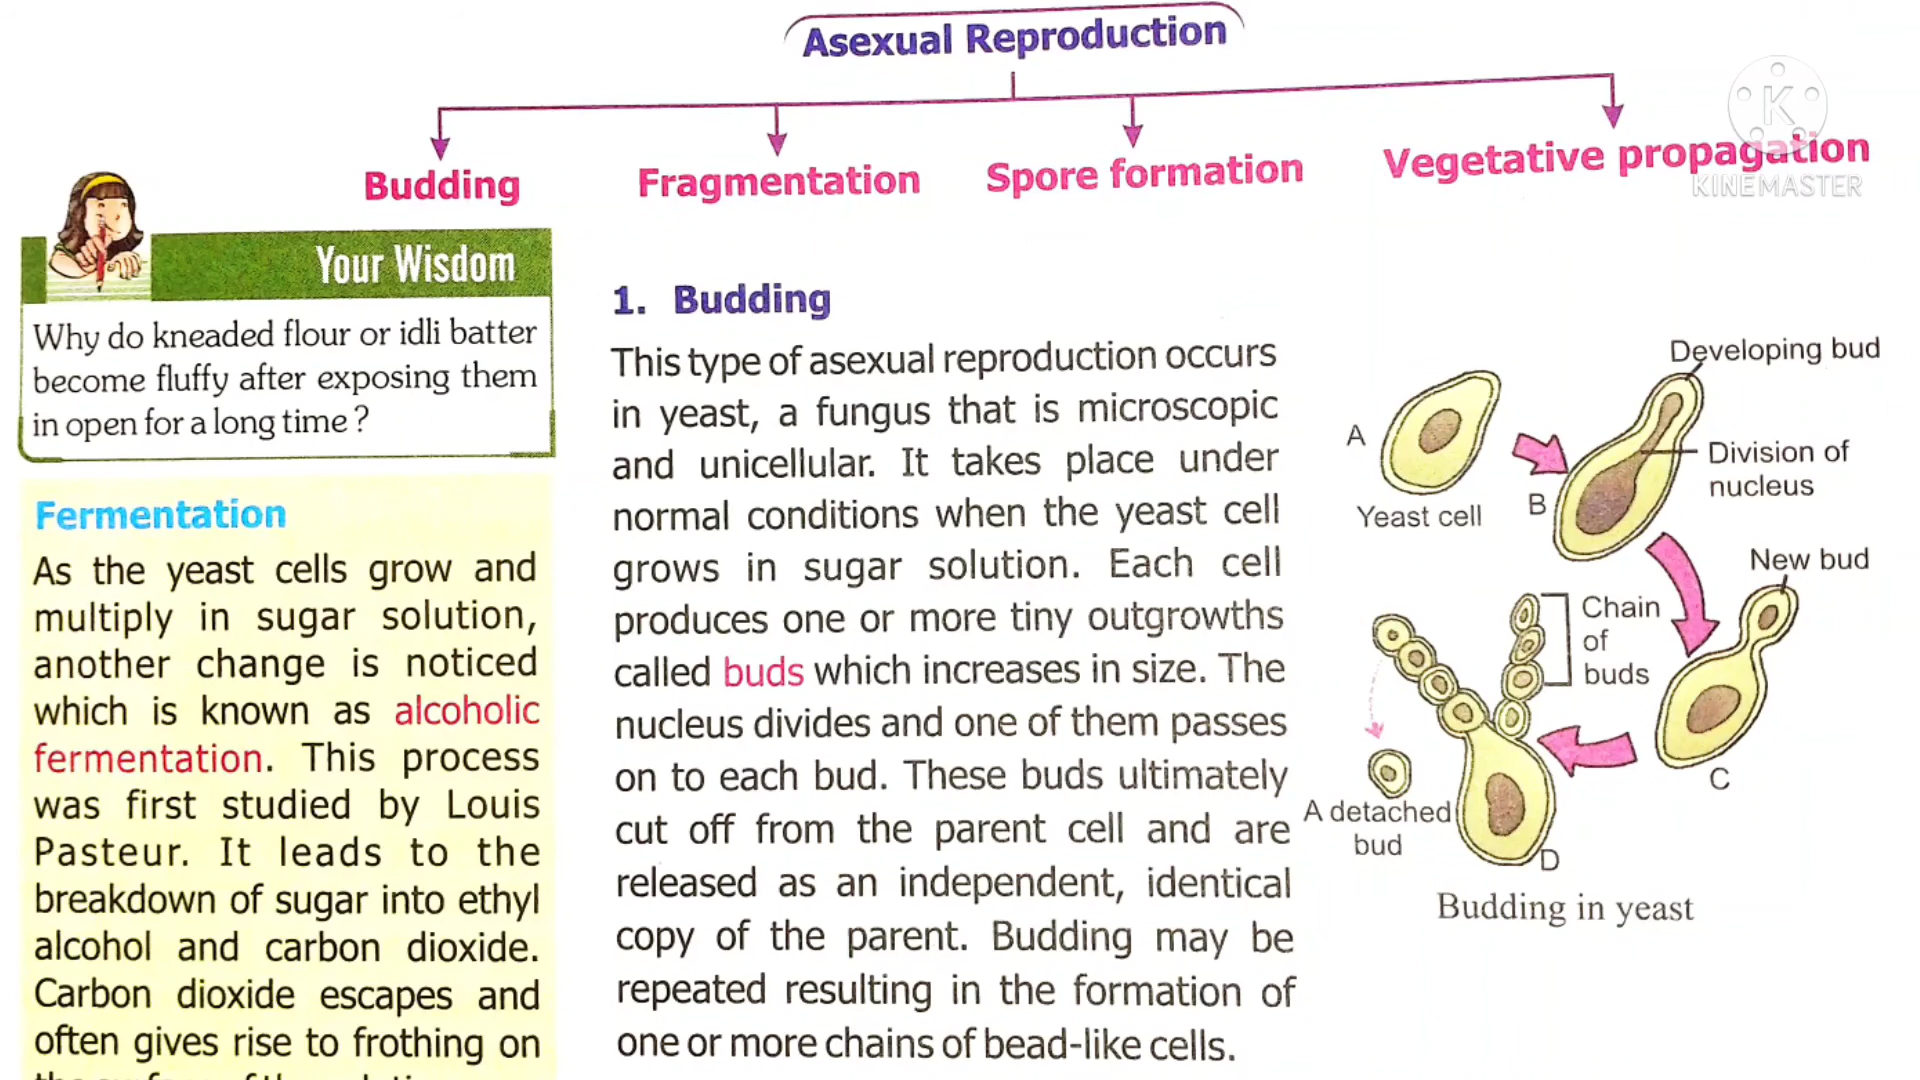 Asexual Reproduction
Budding
Fragmentation
Spore formation
Vegetative propagation
KINEMASTER
Your Wisdom
Why do kneaded flour or idli batter
become fluffy after exposing them
in open for a long time?
Fermentation
As the yeast cells grow and
multiply in sugar solution,
another change is noticed
which is known as alcoholic
fermentation. This process
was first studied by Louis
Pasteur. It leads to the
breakdown of sugar into ethyl
alcohol and carbon dioxide.
Carbon dioxide escapes and
often gives rise to frothing on
1. Budding
This type of asexual reproduction occurs
in yeast, a fungus that is microscopic
and unicellular. It takes place under
normal conditions when the yeast cell
grows in sugar solution. Each cell
produces one or more tiny outgrowths
called buds which increases in size. The
nucleus divides and one of them passes
on to each bud. These buds ultimately
cut off from the parent cell and are
released as an independent, identical
copy of the parent. Budding may be
repeated resulting in the formation of
one or more chains of bead-like cells.
Developing bud
A
Yeast cell
B
Division of
nucleus
New bud
Chain
of
buds
C
A detached
bud
D
Budding in yeast